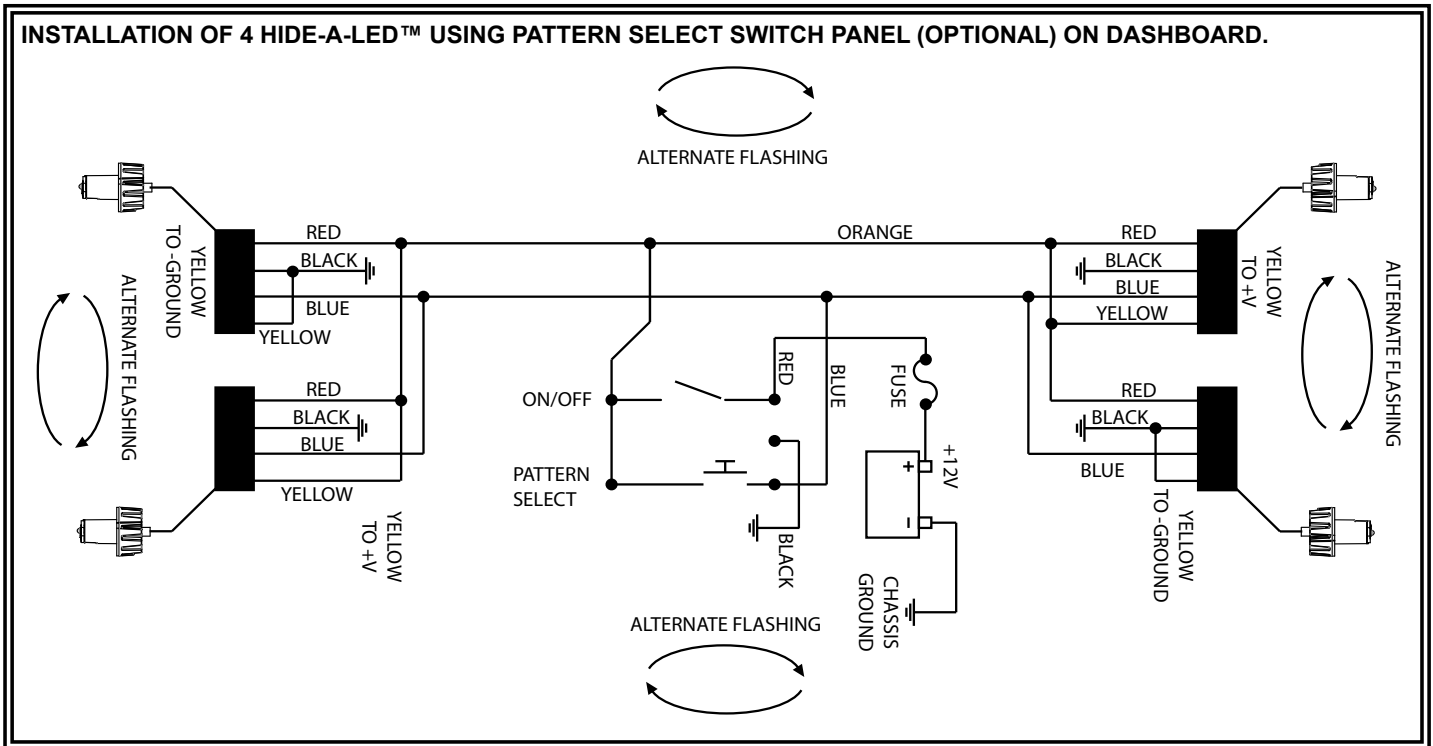 INSTALLATION OF 4 HIDE-A-LED™ USING PATTERN SELECT SWITCH PANEL (OPTIONAL) ON DASHBOARD.
ALTERNATE FLASHING
RED
BLACK
BLUE
YELLOW
YELLOW
TO -GROUND
ALTERNATE FLASHING
RED
BLACK
BLUE
YELLOW
YELLOW
TO +V
ORANGE
ON/OFF
PATTERN
SELECT
RED
BLUE
BLACK
FUSE
+12V
+
-
CHASSIS
GROUND
RED
BLACK
BLUE
YELLOW
YELLOW
TO +V
ALTERNATE FLASHING
RED
BLACK
BLUE
YELLOW
TO -GROUND
ALTERNATE FLASHING